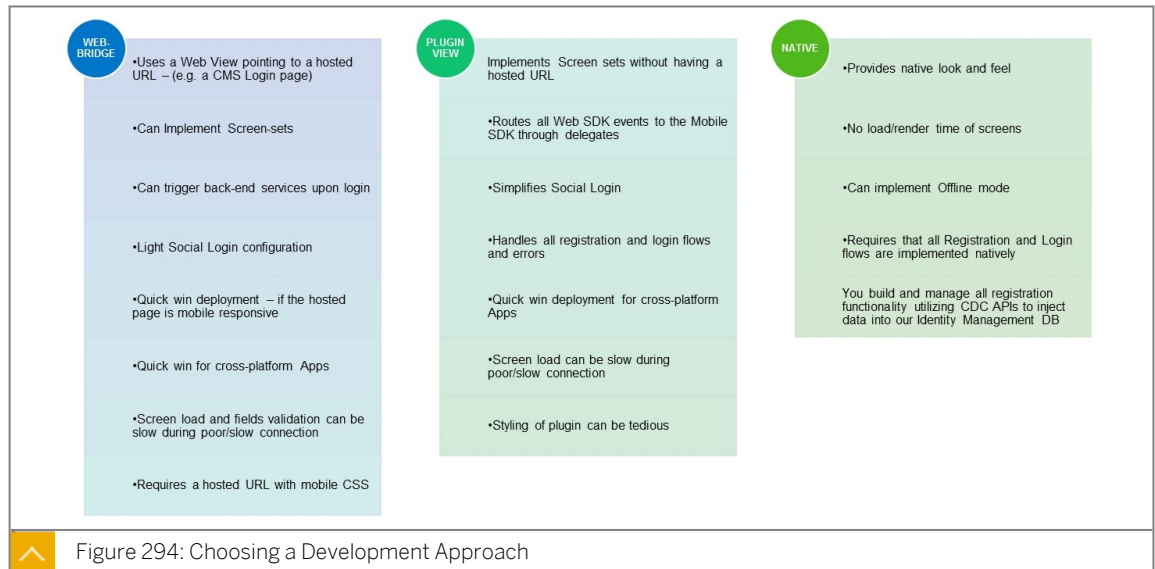 WEB-
BRIDGE
•Uses a Web View pointing to a hosted
URL – (e.g. a CMS Login page)
•Can Implement Screen-sets
•Can trigger back-end services upon login
•Light Social Login configuration
•Quick win deployment – if the hosted
page is mobile responsive
•Quick win for cross-platform Apps
•Screen load and fields validation can be
slow during poor/slow connection
•Requires a hosted URL with mobile CSS
PLUGIN
VIEW
Implements Screen sets without having a
hosted URL
•Routes all Web SDK events to the Mobile
SDK through delegates
•Simplifies Social Login
•Handles all registration and login flows
and errors
•Quick win deployment for cross-platform
Apps
•Screen load can be slow during
poor/slow connection
•Styling of plugin can be tedious
NATIVE
•Provides native look and feel
•No load/render time of screens
•Can implement Offline mode
•Requires that all Registration and Login
flows are implemented natively
You build and manage all registration
functionality utilizing CDC APIs to inject
data into our Identity Management DB
Figure 294: Choosing a Development Approach